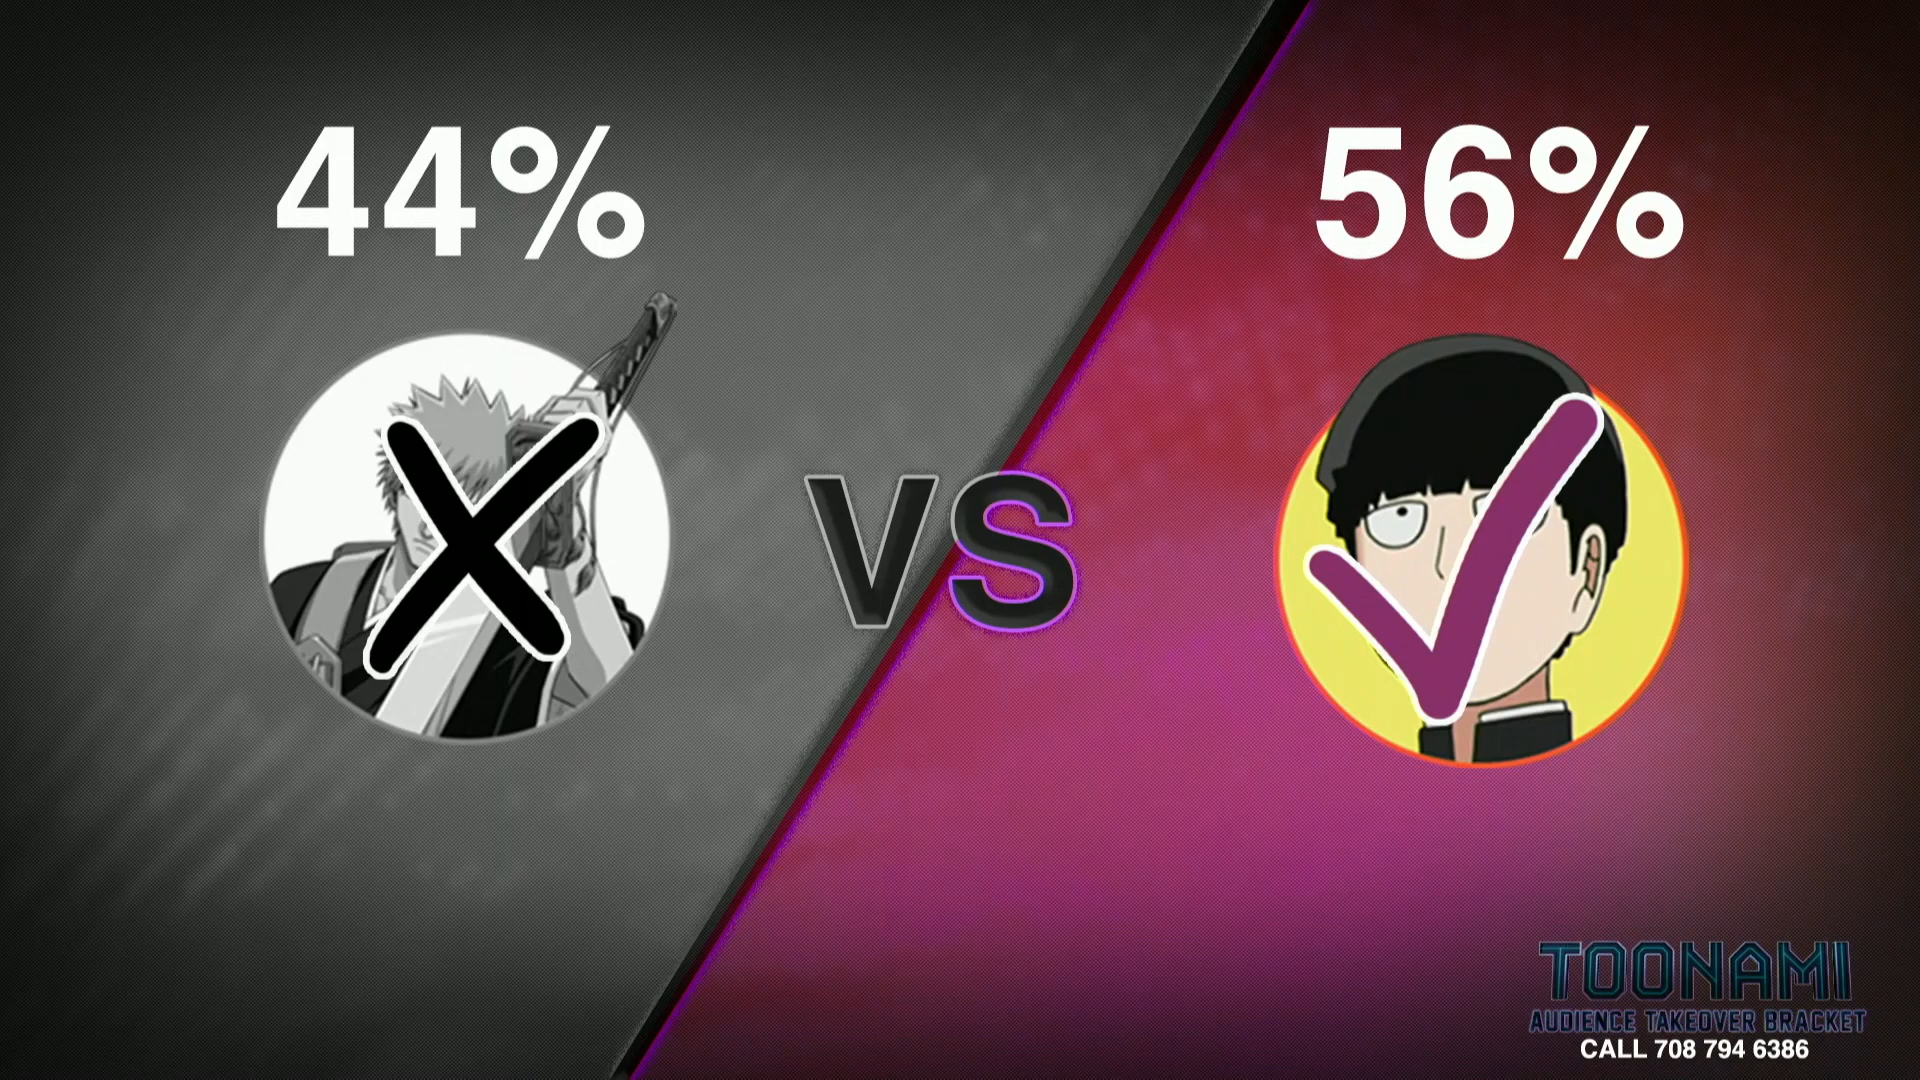 44%
56%
VS
TOONAMI
AUDIENCE TAKEOVER BRACKET
CALL 708 794 6386